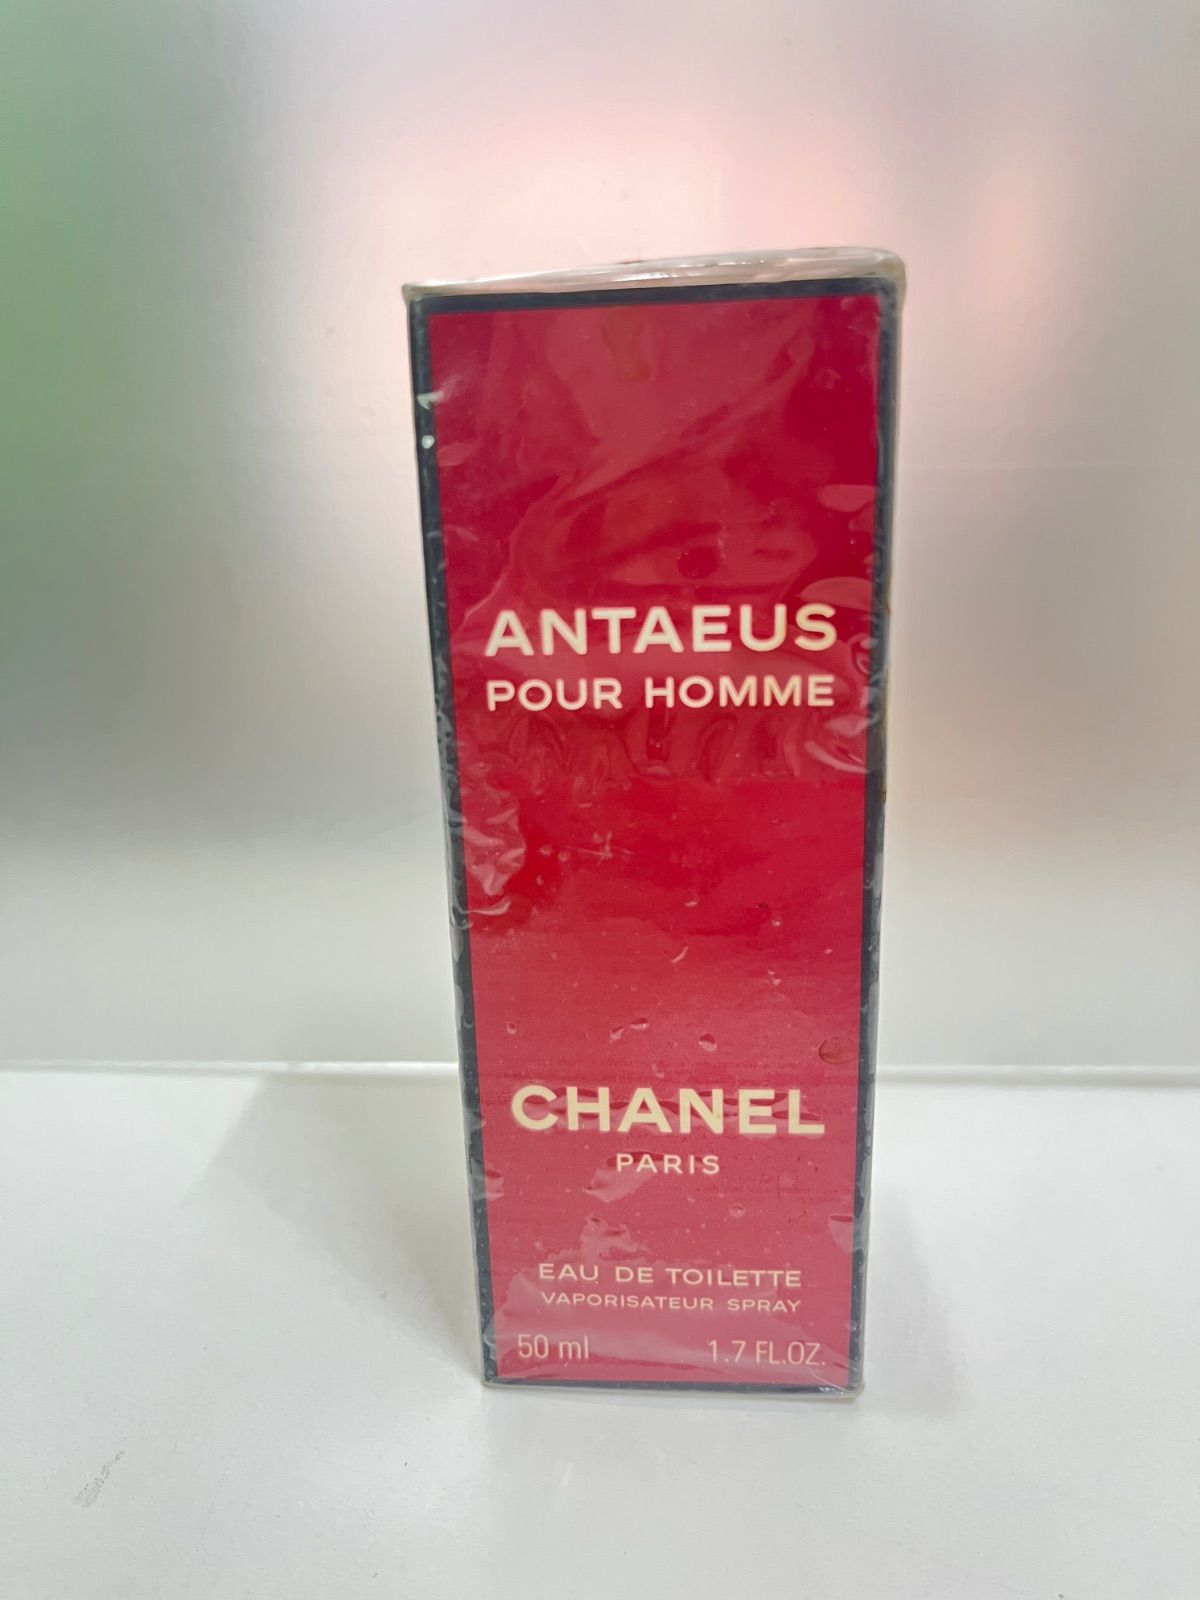 ANTAEUS
POUR HOMME
CHANEL
PARIS
EAU DE TOILETTE
VAPORISATEUR SPRAY
50 ml 1.7 FL.OZ.